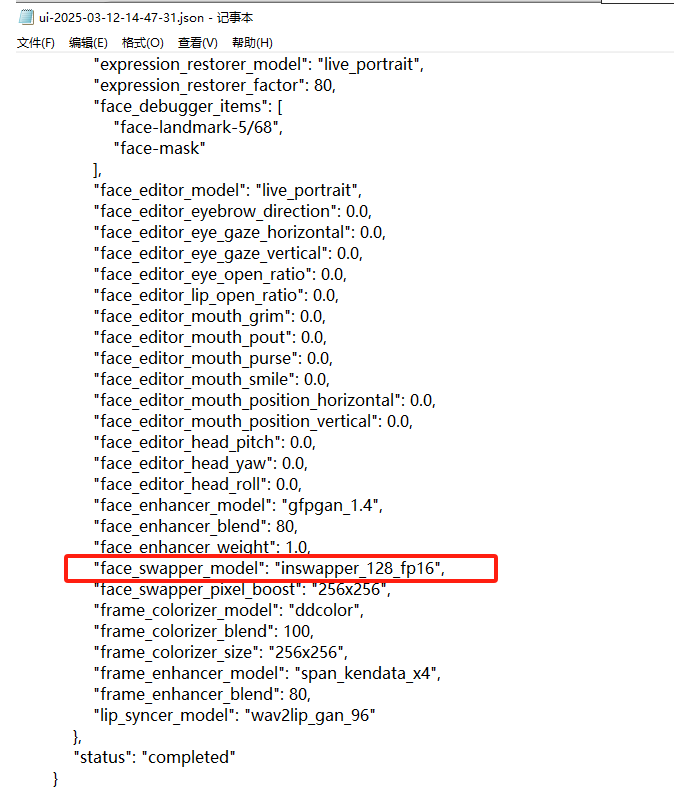 ui-2025-03-12-14-47-31.json - 记事本
文件(F) 编辑(E) 格式(O) 查看(V) 帮助(H)
"expression_restorer_model": "live_portrait",
"expression_restorer_factor": 80,
"face_debugger_items": [
"face-landmark-5/68",
"face-mask"
],
"face_editor_model": "live_portrait",
"face_editor_eyebrow_direction": 0.0,
"face_editor_eye_gaze_horizontal": 0.0,
"face_editor_eye_gaze_vertical": 0.0,
"face_editor_eye_open_ratio": 0.0,
"face_editor_lip_open_ratio": 0.0,
"face_editor_mouth_grim": 0.0,
"face_editor_mouth_pout": 0.0,
"face_editor_mouth_purse": 0.0,
"face_editor_mouth_smile": 0.0,
"face_editor_mouth_position_horizontal": 0.0,
"face_editor_mouth_position_vertical": 0.0,
"face_editor_head_pitch": 0.0,
"face_editor_head_yaw": 0.0,
"face_editor_head_roll": 0.0,
"face_enhancer_model": "gfpgan_1.4",
"face_enhancer_blend": 80,
"face_enhancer_weight": 1.0,
"face_swapper_model": "inswapper_128_fp16",
"face_swapper_pixel_boost": "256x256",
"frame_colorizer_model": "ddcolor",
"frame_colorizer_blend": 100,
"frame_colorizer_size": "256x256",
"frame_enhancer_model": "span_kendata_x4",
"frame_enhancer_blend": 80,
"lip_syncer_model": "wav2lip_gan_96"
},
"status": "completed"
}